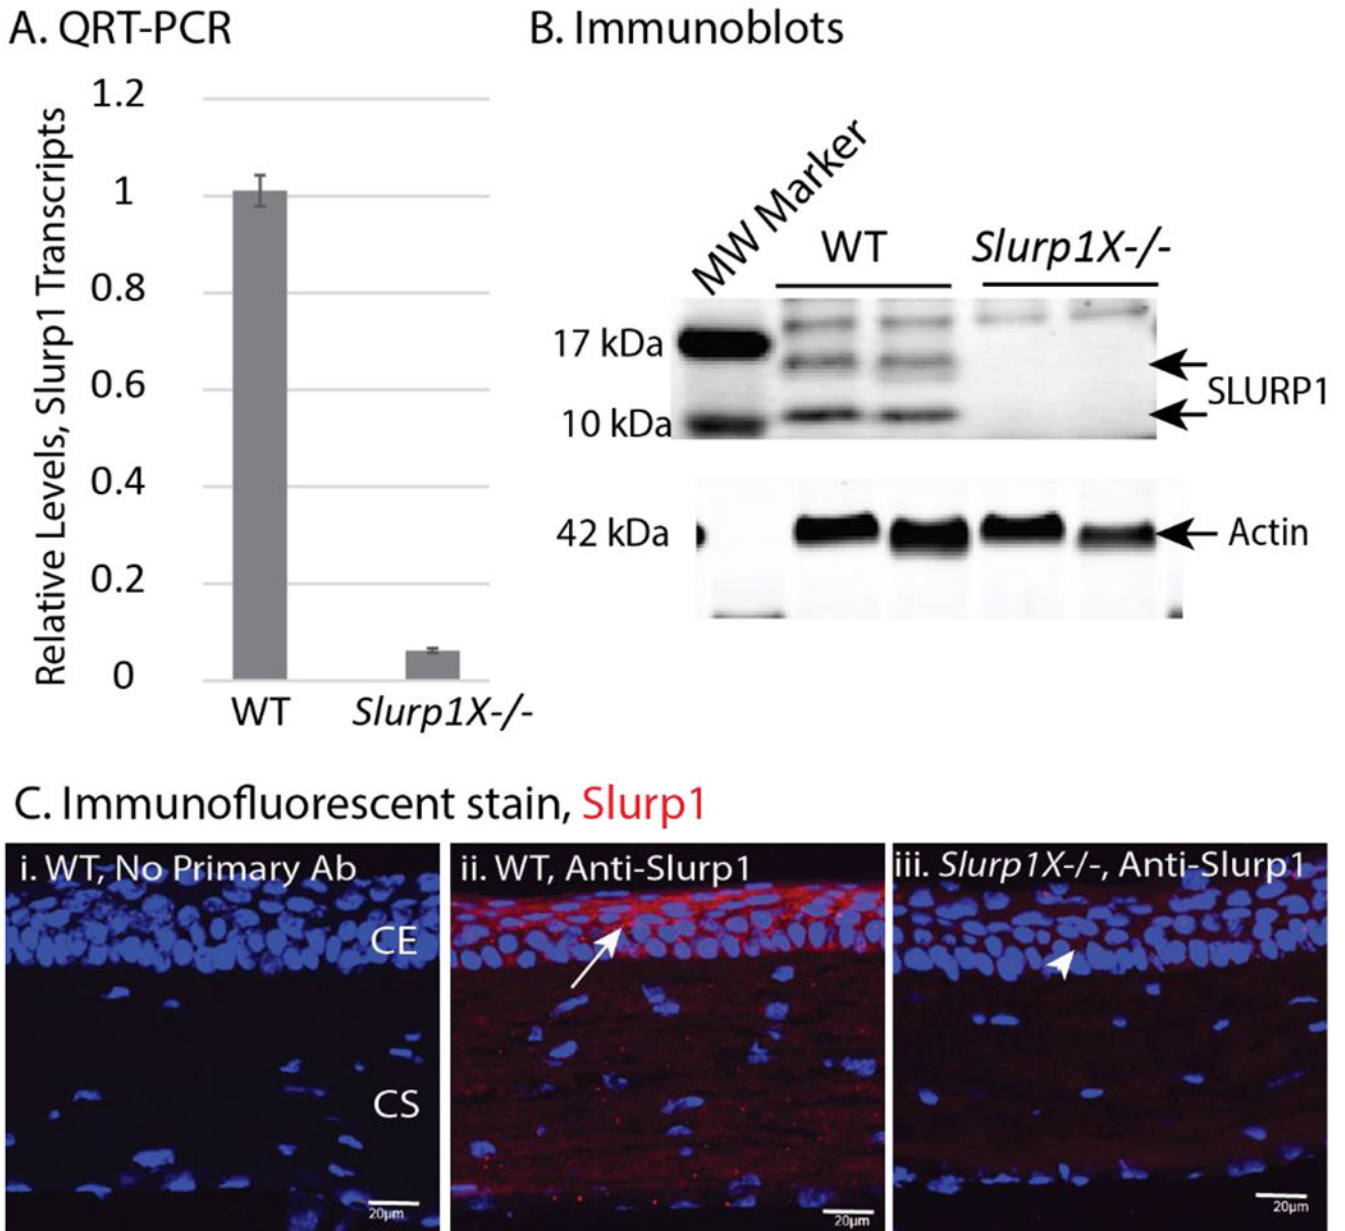 A. QRT-PCR
Relative Levels, Slurp1 Transcripts
1.2
1
0.8
0.6
0.4
0.2
0
WT
Slurp1X-/-
B. Immunoblots
MW Marker
WT
Slurp1X-/-
17 kDa
10 kDa
SLURP1
42 kDa
Actin
C. Immunofluorescent stain, Slurp1
i. WT, No Primary Ab
CE
CS
20µm
ii. WT, Anti-Slurp1
20µm
iii. Slurp1X-/-, Anti-Slurp1
20µm